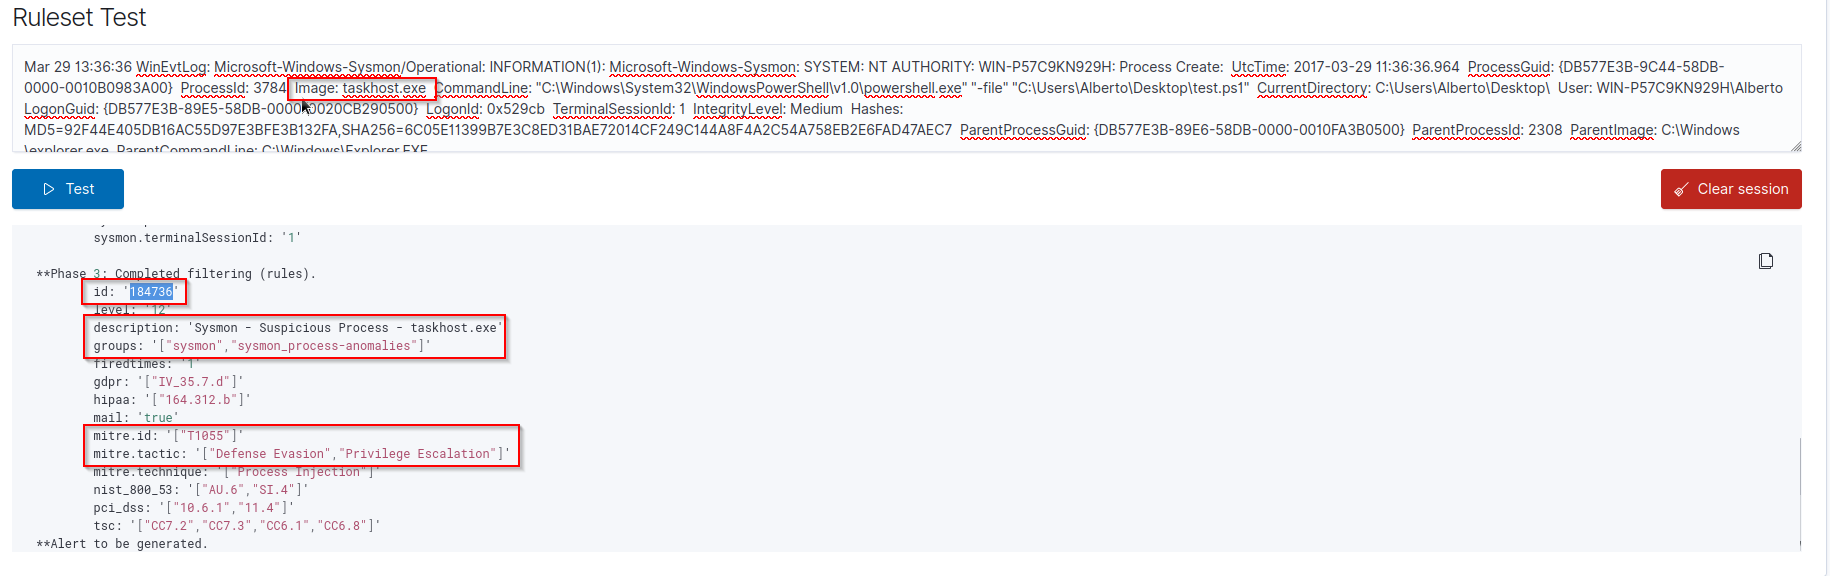 Ruleset Test
Mar 29 13:36:36 WinEvtLog: Microsoft-Windows-Sysmon/Operational: INFORMATION(1): Microsoft-Windows-Sysmon: SYSTEM: NT AUTHORITY: WIN-P57C9KN929H: Process Create:  UtcTime: 2017-03-29 11:36:36.964  ProcessGuid: {DB577E3B-9C44-58DB-
0000-0010B0983A00}  ProcessId: 3784  Image: taskhost.exe  CommandLine: "C:\Windows\System32\WindowsPowerShell\v1.0\powershell.exe" "-file" "C:\Users\Alberto\Desktop\test.ps1"  CurrentDirectory: C:\Users\Alberto\Desktop\  User: WIN-P57C9KN929H\Alberto
LogonGuid: {DB577E3B-89E5-58DB-0000-0020CB290500}  LogonId: 0x529cb  TerminalSessionId: 1  IntegrityLevel: Medium  Hashes:
MD5=92F44E405DB16AC55D97E3BFE3B132FA,SHA256=6C05E11399B7E3C8ED31BAE72014CF249C144A8F4A2C54A758EB2E6FAD47AEC7  ParentProcessGuid: {DB577E3B-89E6-58DB-0000-0010FA3B0500}  ParentProcessId: 2308  ParentImage: C:\Windows
\explorer.exe  ParentCommandLine: C:\Windows\Explorer.EXE
Test
Clear session
sysmon.terminalSessionId: '1'
**Phase 3: Completed filtering (rules).
id: '184736'
level: '12'
description: 'Sysmon - Suspicious Process - taskhost.exe'
groups: '["sysmon","sysmon_process-anomalies"]'
firedtimes: '1'
gdpr: '["IV_35.7.d"]'
hipaa: '["164.312.b"]'
mail: 'true'
mitre.id: '["T1055"]'
mitre.tactic: '["Defense Evasion","Privilege Escalation"]'
mitre.technique: '["Process Injection"]'
nist_800_53: '["AU.6","SI.4"]'
pci_dss: '["10.6.1","11.4"]'
tsc: '["CC7.2","CC7.3","CC6.1","CC6.8"]'
**Alert to be generated.